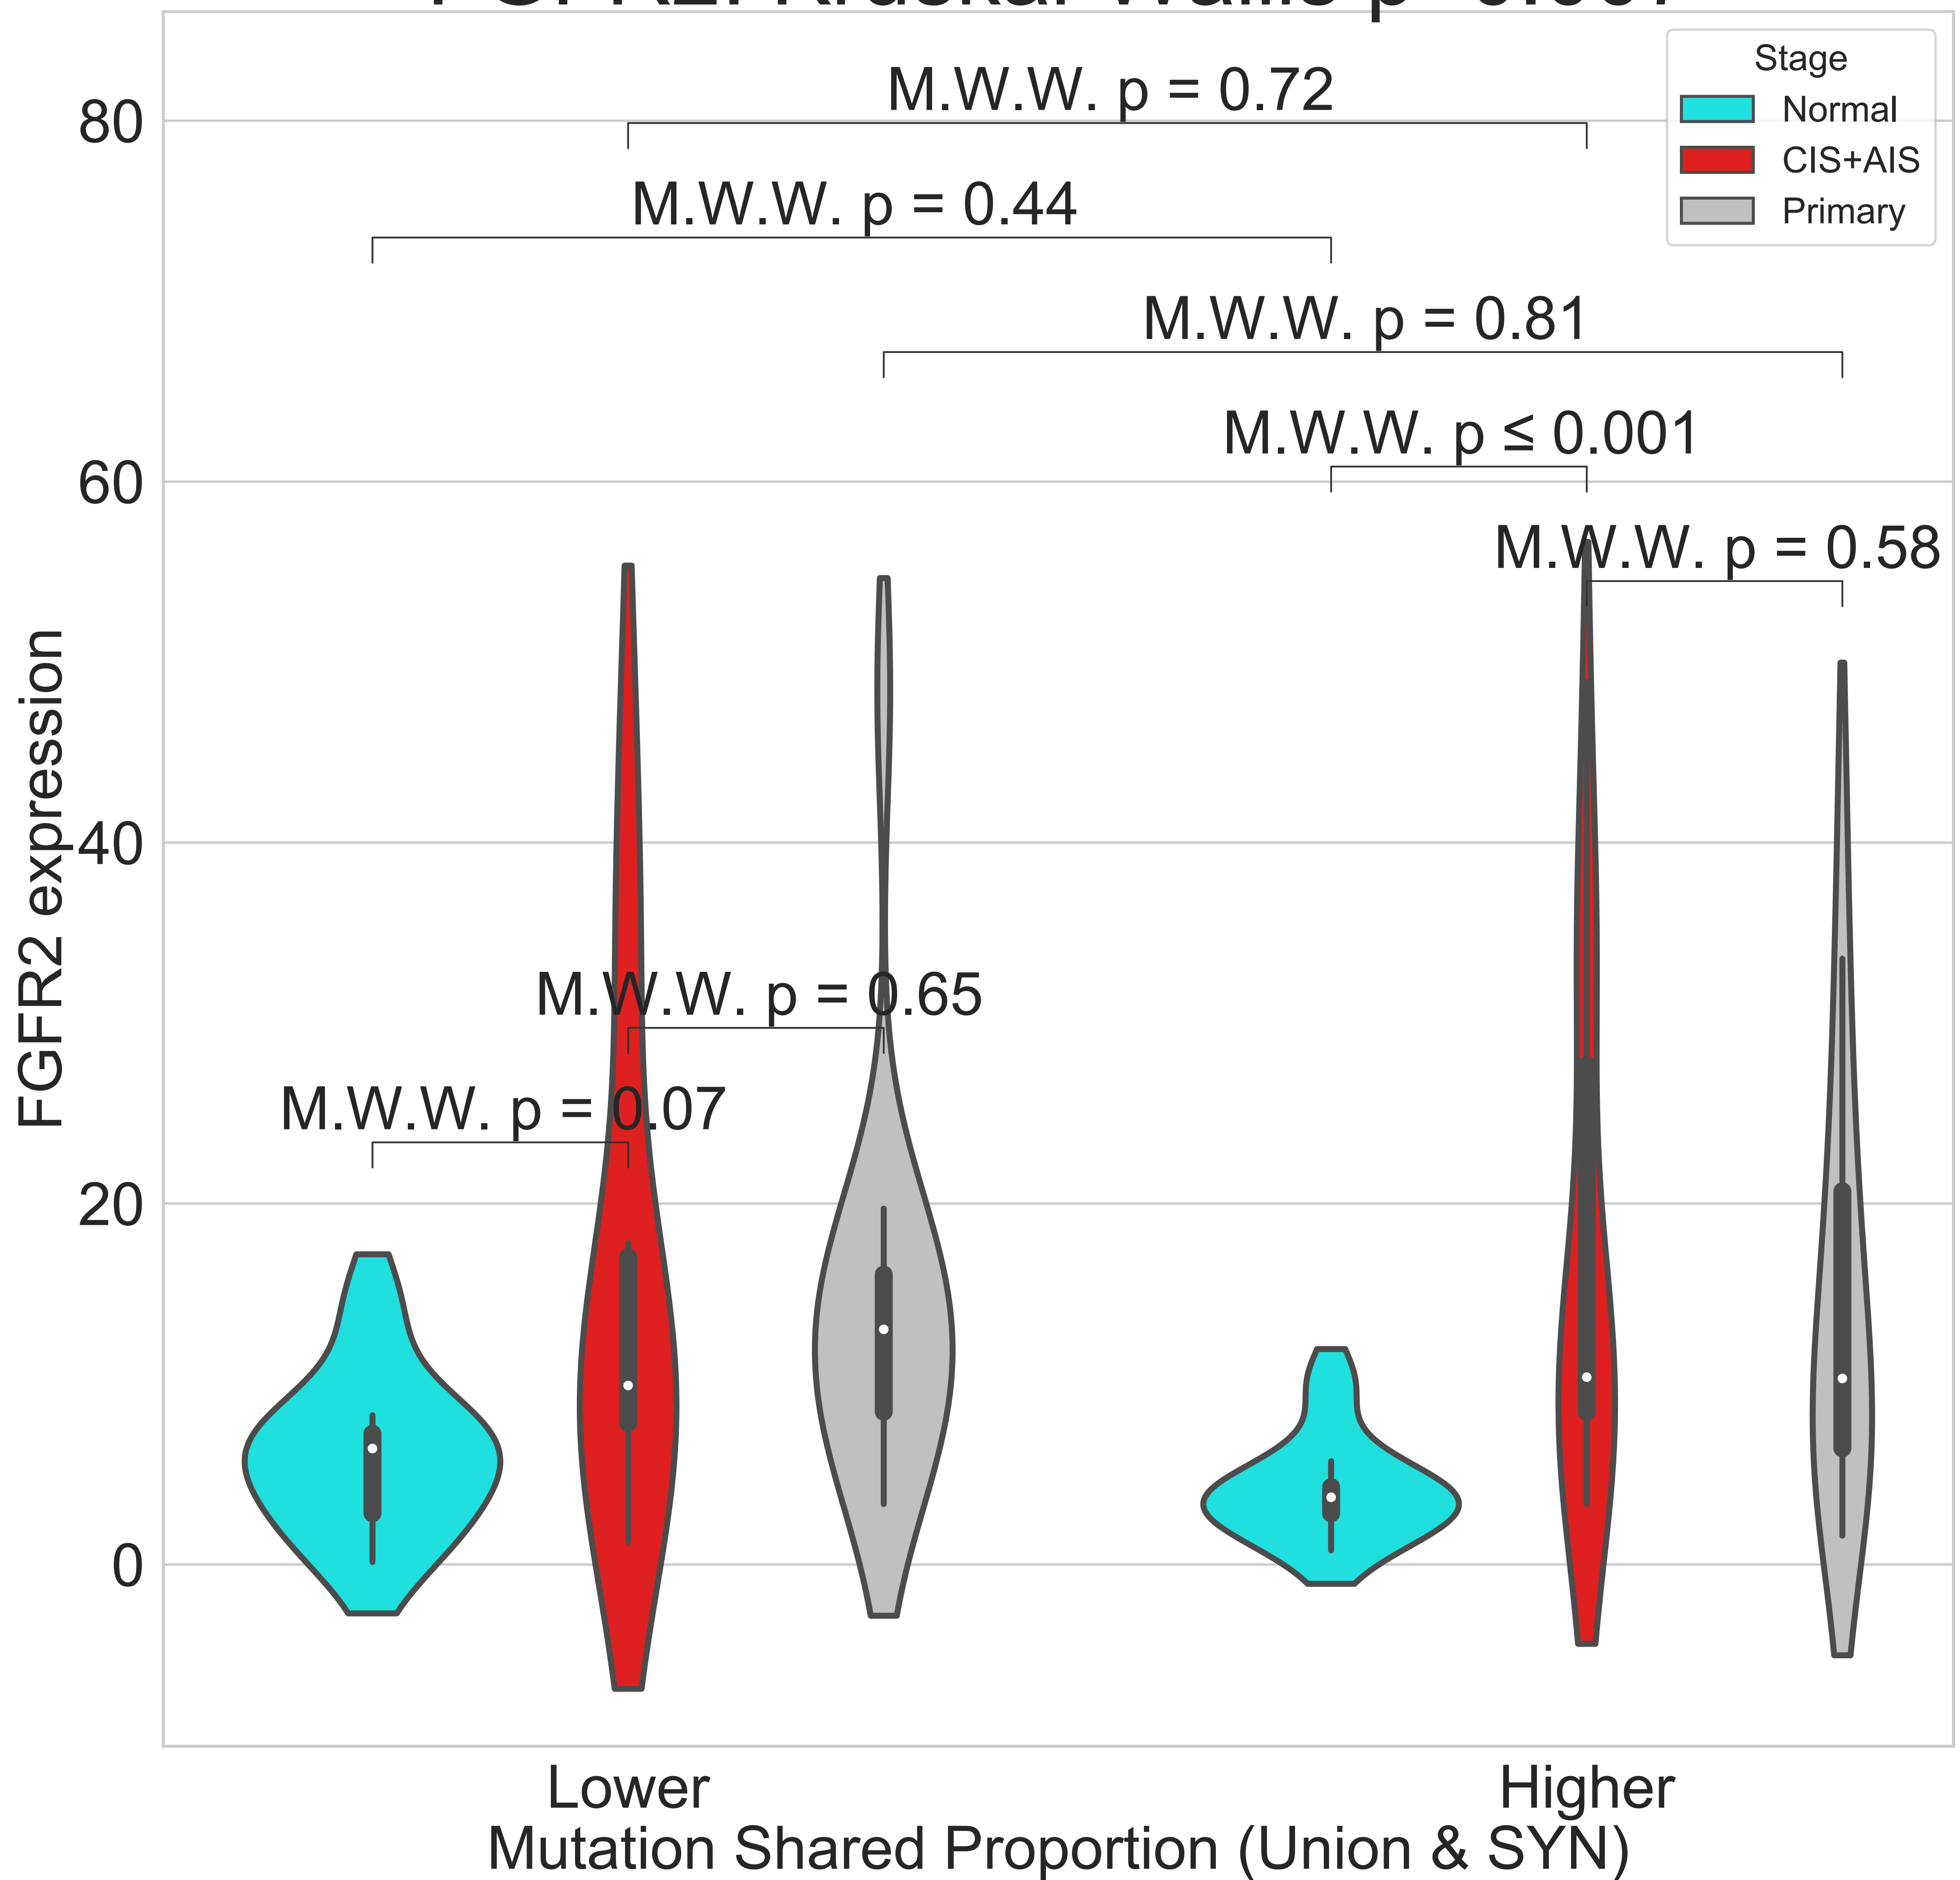 M.W.W. p = 0.72
M.W.W. p = 0.44
M.W.W. p = 0.81
M.W.W. p ≤ 0.001
M.W.W. p = 0.58
M.W.W. p = 0.65
M.W.W. p = 0.07
Stage
Normal
CIS+AIS
Primary
80
60
40
20
0
FGFR2 expression
Lower
Higher
Mutation Shared Proportion (Union & SYN)